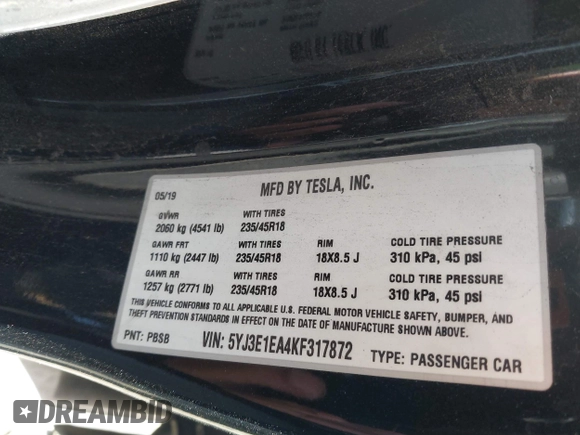 MFD BY TESLA, INC.
05/19
GVWR WITH TIRES
2060 kg (4541 lb) 235/45R18
GAWR FRT WITH TIRES RIM COLD TIRE PRESSURE
1110 kg (2447 lb) 235/45R18 18X8.5 J 310 kPa, 45 psi
GAWR RR WITH TIRES RIM COLD TIRE PRESSURE
1257 kg (2771 lb) 235/45R18 18X8.5 J 310 kPa, 45 psi
THIS VEHICLE CONFORMS TO ALL APPLICABLE U.S. FEDERAL MOTOR VEHICLE SAFETY, BUMPER, AND
THEFT PREVENTION STANDARDS IN EFFECT ON THE DATE OF MANUFACTURE SHOWN ABOVE.
PNT: PBSB VIN: 5YJ3E1EA4KF317872 TYPE: PASSENGER CAR
DREAMBID